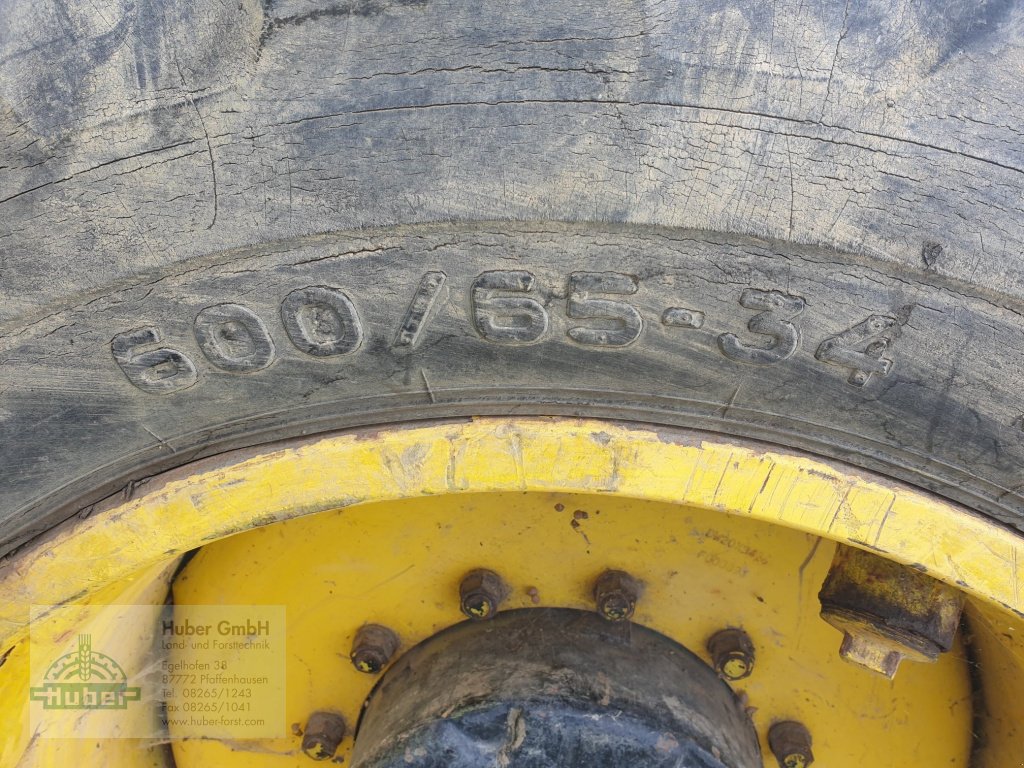 600/65-34
Huber GmbH
Land- und Forsttechnik
Egelhofen 38
87772 Pfaffenhausen
Tel. 08265/1243
Fax 08265/1041
www.huber-forst.com
Huber